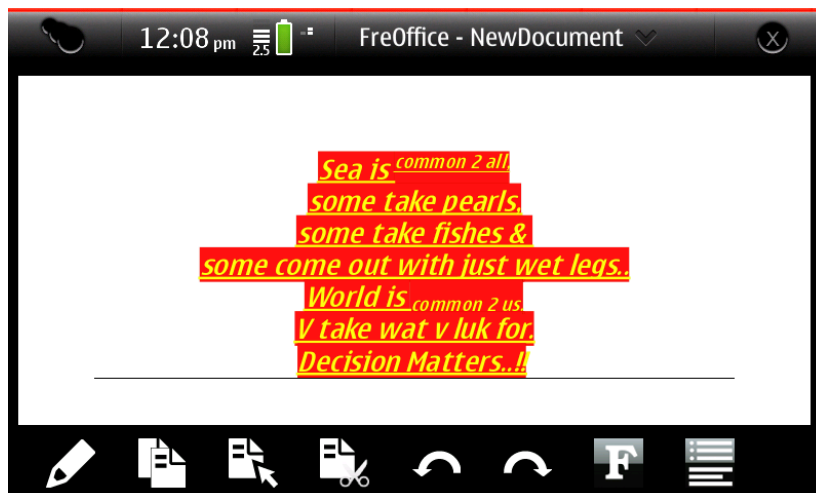 12:08 pm 2.5 FreOffice - NewDocument X
Sea is common 2 all,
some take pearls,
some take fishes &
some come out with just wet legs..
World is common 2 us,
V take wat v luk for.
Decision Matters..!!
F